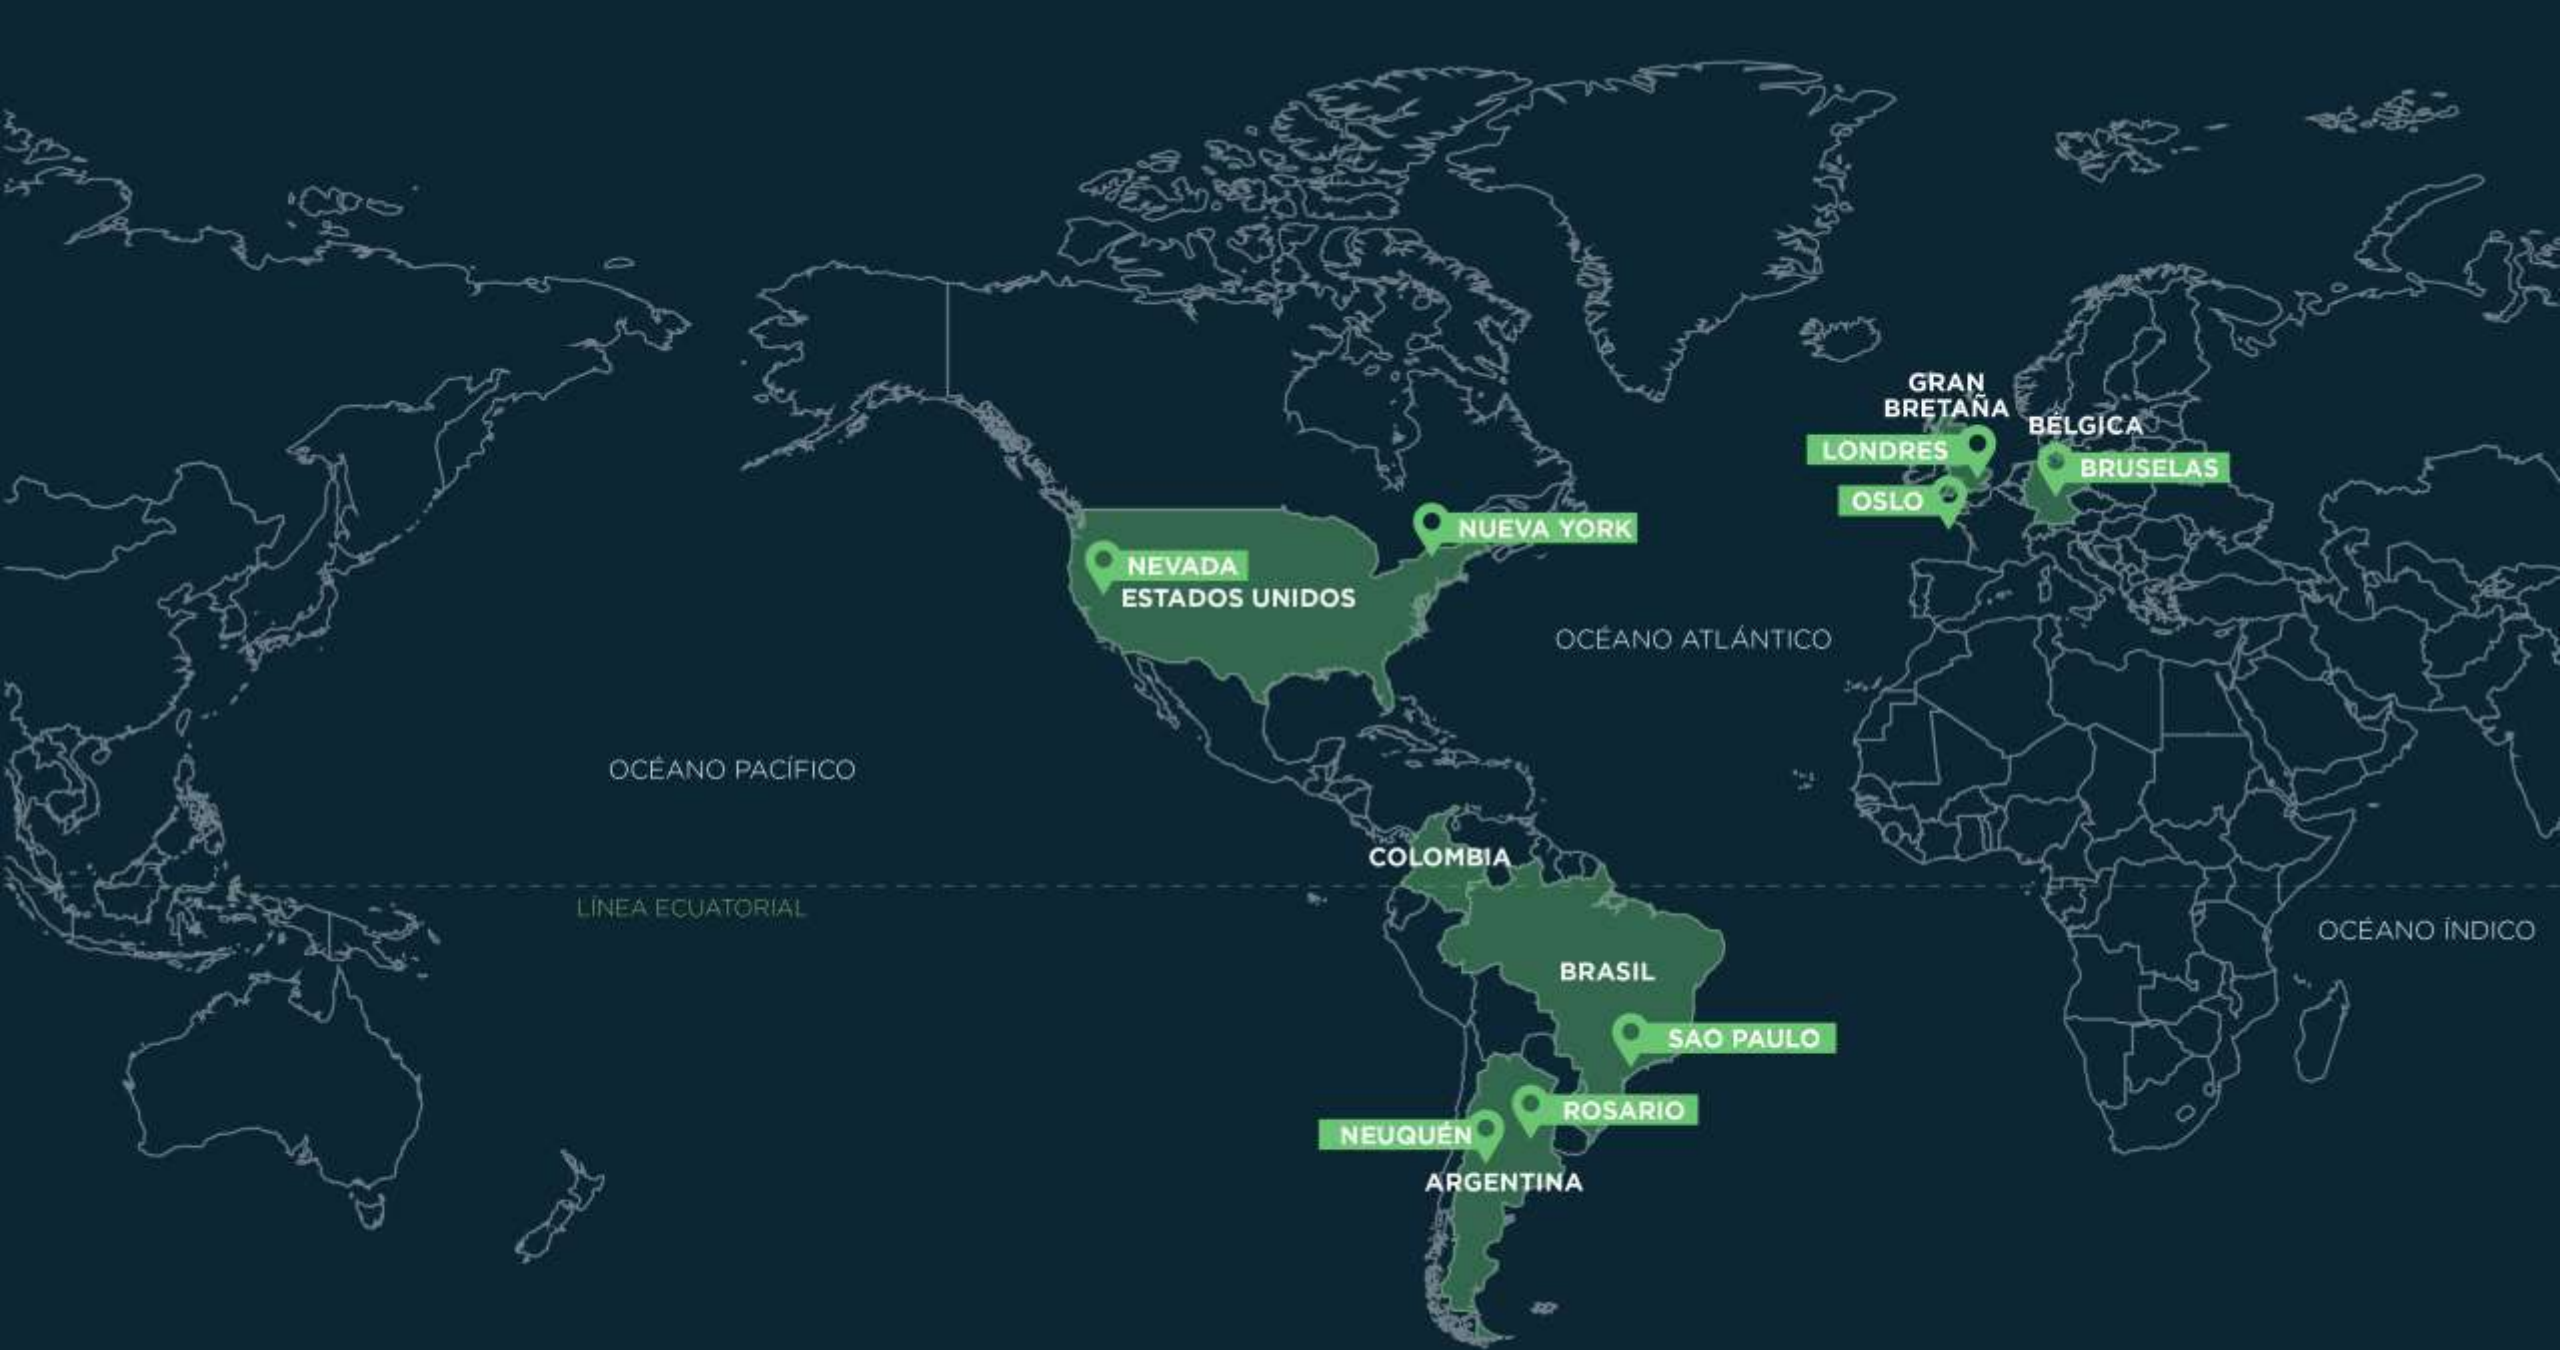 GRAN
BRETAÑA
BÉLGICA
LONDRES
BRUSELAS
OSLO
NUEVA YORK
NEVADA
ESTADOS UNIDOS
OCÉANO ATLÁNTICO
OCÉANO PACÍFICO
COLOMBIA
LÍNEA ECUATORIAL
OCÉANO ÍNDICO
BRASIL
SAO PAULO
ROSARIO
NEUQUÉN
ARGENTINA